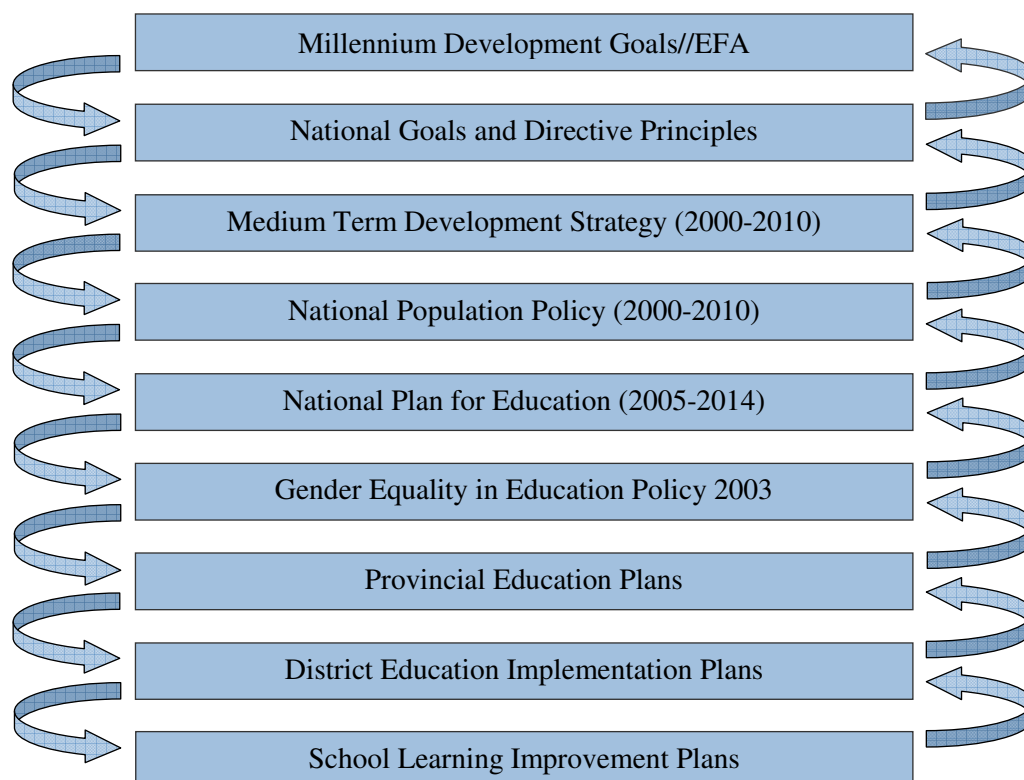 Millennium Development Goals//EFA
National Goals and Directive Principles
Medium Term Development Strategy (2000-2010)
National Population Policy (2000-2010)
National Plan for Education (2005-2014)
Gender Equality in Education Policy 2003
Provincial Education Plans
District Education Implementation Plans
School Learning Improvement Plans